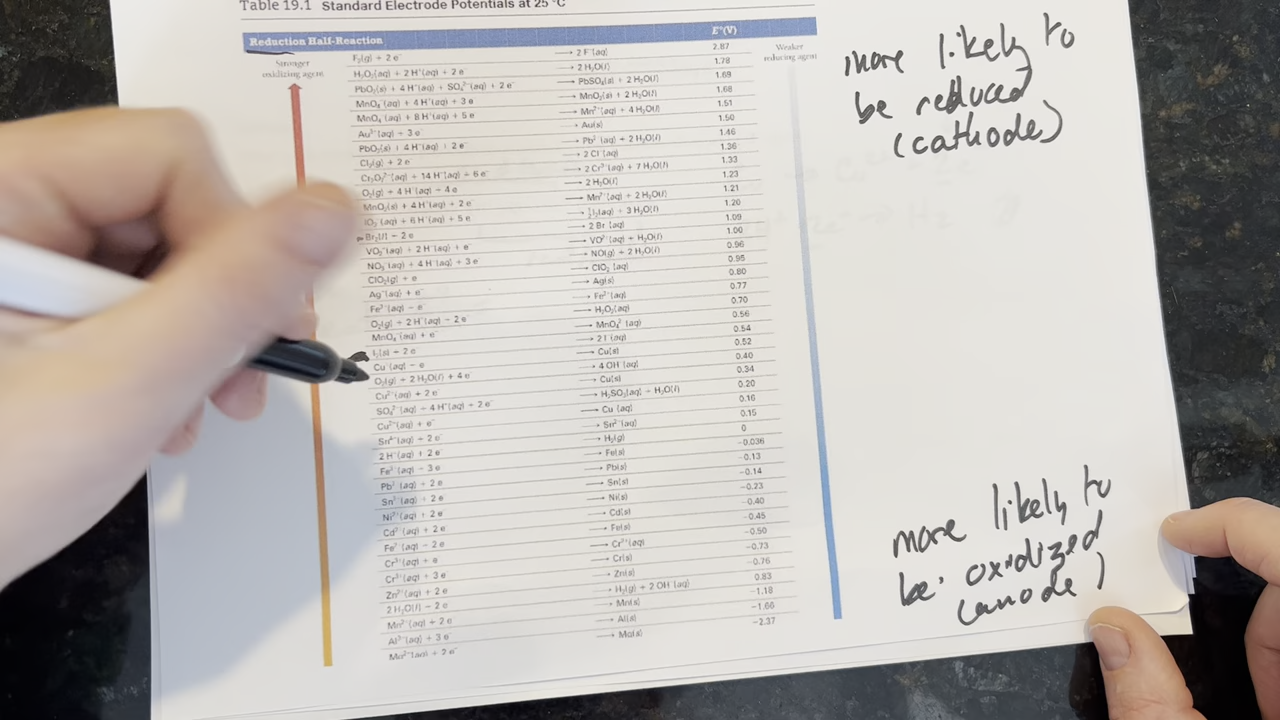 Table 19.1 Standard Electrode Potentials at 25 °C
Reduction Half-Reaction E°(V)
Stronger oxidizing agent
Weaker reducing agent
F₂(g) + 2 e⁻ → 2 F⁻(aq) 2.87
H₂O₂(aq) + 2 H⁺(aq) + 2 e⁻ → 2 H₂O(l) 1.78
PbO₂(s) + 4 H⁺(aq) + SO₄²⁻(aq) + 2 e⁻ → PbSO₄(s) + 2 H₂O(l) 1.69
MnO₄⁻(aq) + 4 H⁺(aq) + 3 e⁻ → MnO₂(s) + 2 H₂O(l) 1.68
MnO₄⁻(aq) + 8 H⁺(aq) + 5 e⁻ → Mn²⁺(aq) + 4 H₂O(l) 1.51
Au³⁺(aq) + 3 e⁻ → Au(s) 1.50
PbO₂(s) + 4 H⁺(aq) + 2 e⁻ → Pb²⁺(aq) + 2 H₂O(l) 1.46
Cl₂(g) + 2 e⁻ → 2 Cl⁻(aq) 1.36
Cr₂O₇²⁻(aq) + 14 H⁺(aq) + 6 e⁻ → 2 Cr³⁺(aq) + 7 H₂O(l) 1.33
O₂(g) + 4 H⁺(aq) + 4 e⁻ → 2 H₂O(l) 1.23
MnO₂(s) + 4 H⁺(aq) + 2 e⁻ → Mn²⁺(aq) + 2 H₂O(l) 1.21
IO₃⁻(aq) + 6 H⁺(aq) + 5 e⁻ → ½I₂(aq) + 3 H₂O(l) 1.20
Br₂(l) + 2 e⁻ → 2 Br⁻(aq) 1.09
VO₂⁺(aq) + 2 H⁺(aq) + e⁻ → VO²⁺(aq) + H₂O(l) 1.00
NO₃⁻(aq) + 4 H⁺(aq) + 3 e⁻ → NO(g) + 2 H₂O(l) 0.96
ClO₂(g) + e⁻ → ClO₂⁻(aq) 0.95
Ag⁺(aq) + e⁻ → Ag(s) 0.80
Fe³⁺(aq) + e⁻ → Fe²⁺(aq) 0.77
O₂(g) + 2 H⁺(aq) + 2 e⁻ → H₂O₂(aq) 0.70
MnO₄⁻(aq) + e⁻ → MnO₄²⁻(aq) 0.56
I₂(s) + 2 e⁻ → 2 I⁻(aq) 0.54
Cu⁺(aq) + e⁻ → Cu(s) 0.52
O₂(g) + 2 H₂O(l) + 4 e⁻ → 4 OH⁻(aq) 0.40
Cu²⁺(aq) + 2 e⁻ → Cu(s) 0.34
SO₄²⁻(aq) + 4 H⁺(aq) + 2 e⁻ → H₂SO₃(aq) + H₂O(l) 0.20
Cu²⁺(aq) + e⁻ → Cu⁺(aq) 0.16
Sn⁴⁺(aq) + 2 e⁻ → Sn²⁺(aq) 0.15
2 H⁺(aq) + 2 e⁻ → H₂(g) 0
Fe³⁺(aq) + 3 e⁻ → Fe(s) −0.036
Pb²⁺(aq) + 2 e⁻ → Pb(s) −0.13
Sn²⁺(aq) + 2 e⁻ → Sn(s) −0.14
Ni²⁺(aq) + 2 e⁻ → Ni(s) −0.23
Cd²⁺(aq) + 2 e⁻ → Cd(s) −0.40
Fe²⁺(aq) + 2 e⁻ → Fe(s) −0.45
Cr³⁺(aq) + e⁻ → Cr²⁺(aq) −0.50
Cr³⁺(aq) + 3 e⁻ → Cr(s) −0.73
Zn²⁺(aq) + 2 e⁻ → Zn(s) −0.76
2 H₂O(l) + 2 e⁻ → H₂(g) + 2 OH⁻(aq) −0.83
Mn²⁺(aq) + 2 e⁻ → Mn(s) −1.18
Al³⁺(aq) + 3 e⁻ → Al(s) −1.66
Mg²⁺(aq) + 2 e⁻ → Mg(s) −2.37
more likely to
be reduced
(cathode)
more likely to
be oxidized
(anode)